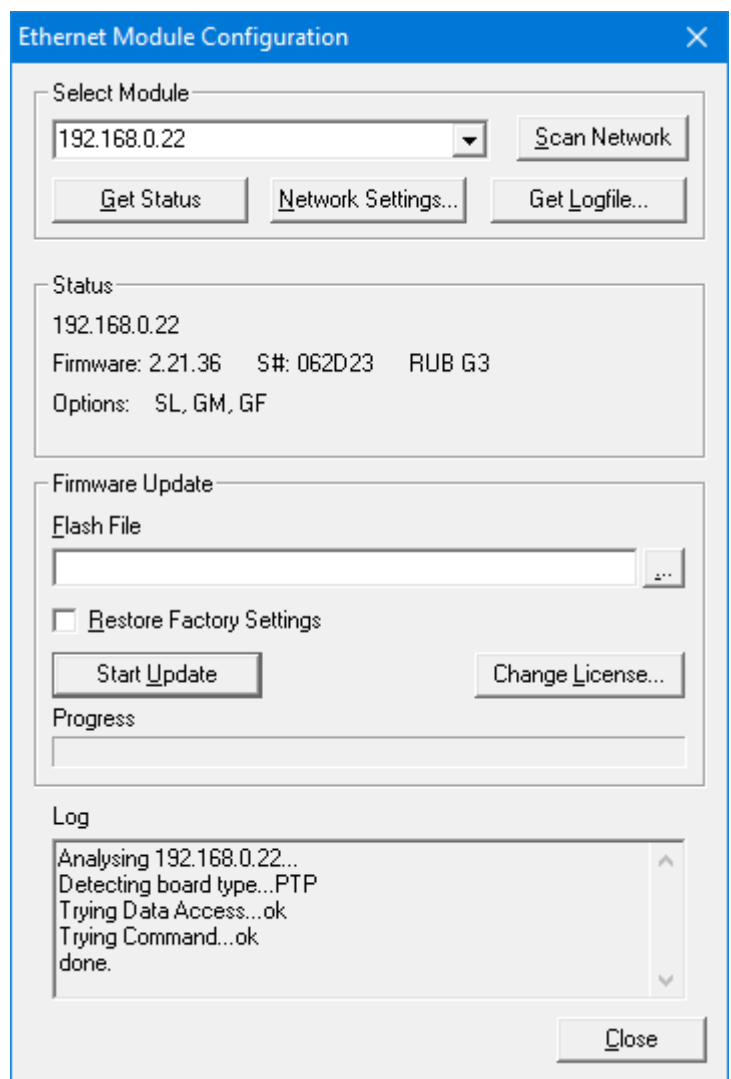 Ethernet Module Configuration
Select Module
192.168.0.22
Scan Network
Get Status
Network Settings...
Get Logfile...
Status
192.168.0.22
Firmware: 2.21.36 S#: 062D23 RUB G3
Options: SL, GM, GF
Firmware Update
Flash File
...
Restore Factory Settings
Start Update
Change License...
Progress
Log
Analysing 192.168.0.22...
Detecting board type...PTP
Trying Data Access...ok
Trying Command...ok
done.
Close